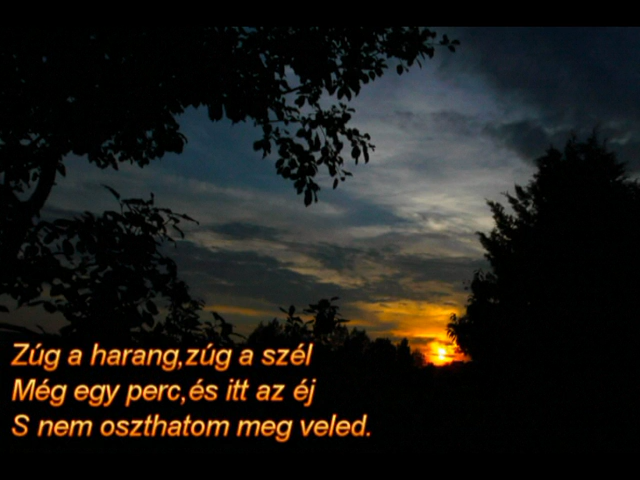 Zúg a harang,zúg a szél
Még egy perc,és itt az éj
S nem oszthatom meg veled.